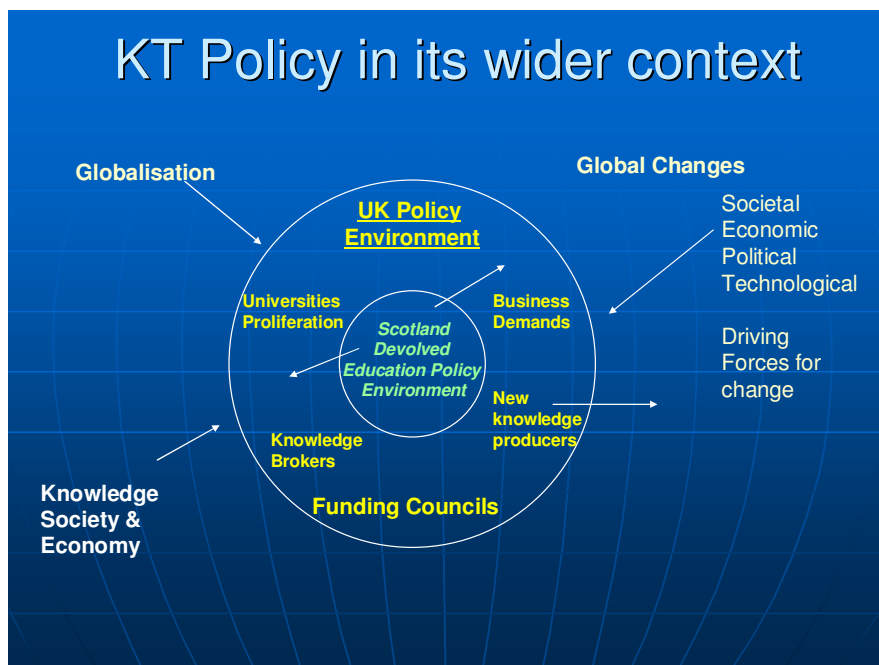 KT Policy in its wider context
Globalisation
Global Changes
Societal
Economic
Political
Technological
Driving
Forces for
change
UK Policy
Environment
Universities
Proliferation
Business
Demands
Scotland
Devolved
Education Policy
Environment
New
knowledge
producers
Knowledge
Brokers
Funding Councils
Knowledge
Society &
Economy